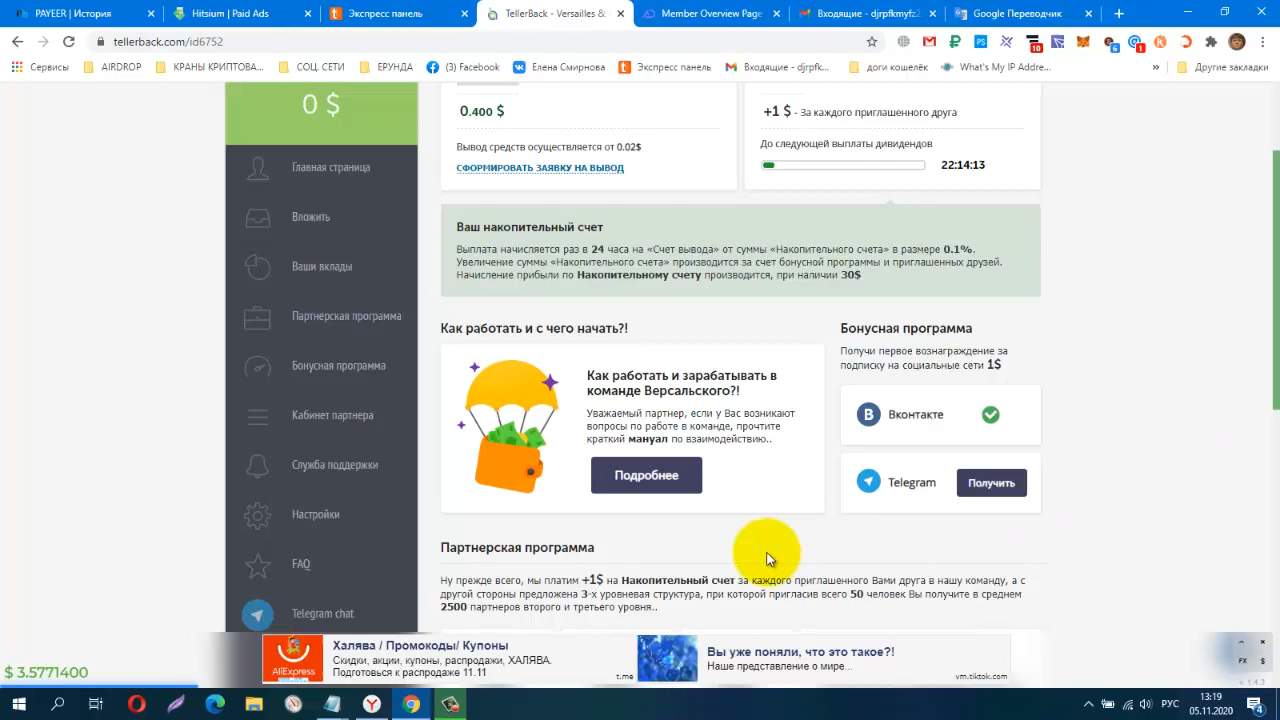 PAYEER | История
Hitsium | Paid Ads
Экспресс панель
TellerBack - Versailles &
Member Overview Page
Входящие - djrpfkmyfz2
Google Переводчик
tellerback.com/id6752
Сервисы
AIRDROP
КРАНЫ КРИПТОВА...
СОЦ. СЕТИ
ЕРУНДА
(3) Facebook
Елена Смирнова
Экспресс панель
Входящие - djrpfk...
доги кошелёк
What's My IP Addre...
»
Другие закладки
0 $
Главная страница
Вложить
Ваши вклады
Партнерская программа
Бонусная программа
Кабинет партнера
Служба поддержки
Настройки
FAQ
Telegram chat
0.400 $
Вывод средств осуществляется от 0.02$
СФОРМИРОВАТЬ ЗАЯВКУ НА ВЫВОД
+1 $ - За каждого приглашенного друга
До следующей выплаты дивидендов
22:14:13
Ваш накопительный счет
Выплата начисляется раз в 24 часа на «Счет вывода» от суммы «Накопительного счета» в размере 0.1%.
Увеличение суммы «Накопительного счета» производится за счет бонусной программы и приглашенных друзей.
Начисление прибыли по Накопительному счету производится, при наличии 30$
Как работать и с чего начать?!
Как работать и зарабатывать в
команде Версальского?!
Уважаемый партнер, если у Вас возникают
вопросы по работе в команде, прочтите
краткий мануал по взаимодействию..
Подробнее
Бонусная программа
Получи первое вознаграждение за
подписку на социальные сети 1$
Вконтакте
Telegram
Получить
Партнерская программа
Ну прежде всего, мы платим +1$ на Накопительный счет за каждого приглашенного Вами друга в нашу команду, а с
другой стороны предложена 3-х уровневая структура, при которой пригласив всего 50 человек Вы получите в среднем
2500 партнеров второго и третьего уровня..
$ 3.5771400
AliExpress
Халява / Промокоды/ Купоны
Скидки, акции, купоны, распродажи, ХАЛЯВА.
Подготовься к распродаже 11.11
t.me
Вы уже поняли, что это такое?!
Наше представление о мире...
vm.tiktok.com
FX
$
v 1.4.3
РУС
13:19
05.11.2020